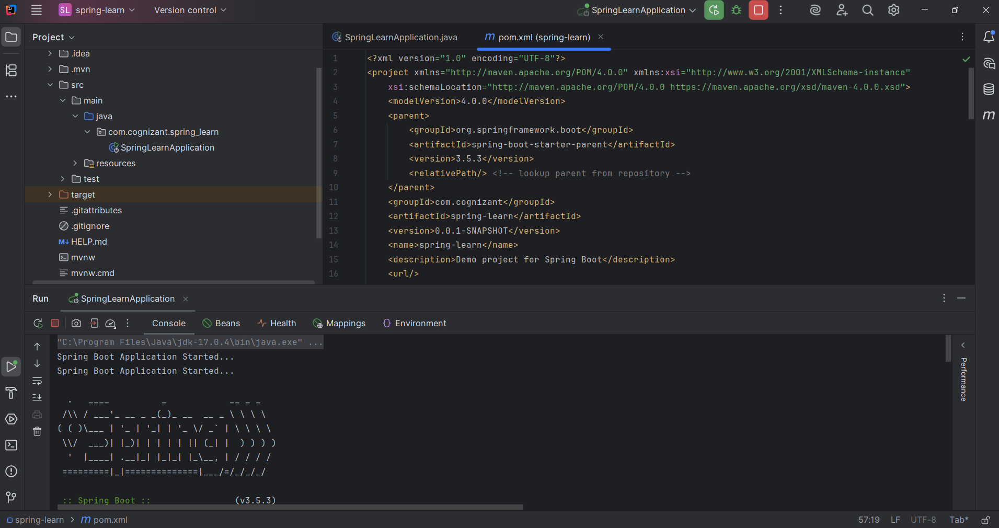 SL spring-learn Version control SpringLearnApplication
Project
SpringLearnApplication.java m pom.xml (spring-learn)
.idea
.mvn
src
main
java
com.cognizant.spring_learn
SpringLearnApplication
resources
test
target
.gitattributes
.gitignore
M↓ HELP.md
mvnw
mvnw.cmd
1 <?xml version="1.0" encoding="UTF-8"?>
2 <project xmlns="http://maven.apache.org/POM/4.0.0" xmlns:xsi="http://www.w3.org/2001/XMLSchema-instance"
3 xsi:schemaLocation="http://maven.apache.org/POM/4.0.0 https://maven.apache.org/xsd/maven-4.0.0.xsd">
4 <modelVersion>4.0.0</modelVersion>
5 <parent>
6 <groupId>org.springframework.boot</groupId>
7 <artifactId>spring-boot-starter-parent</artifactId>
8 <version>3.5.3</version>
9 <relativePath/> <!-- lookup parent from repository -->
10 </parent>
11 <groupId>com.cognizant</groupId>
12 <artifactId>spring-learn</artifactId>
13 <version>0.0.1-SNAPSHOT</version>
14 <name>spring-learn</name>
15 <description>Demo project for Spring Boot</description>
16 <url/>
m
Run SpringLearnApplication
Console Beans Health Mappings Environment
"C:\Program Files\Java\jdk-17.0.4\bin\java.exe" ...
Spring Boot Application Started...
Spring Boot Application Started...
  .   ____          _            __ _ _
 /\\ / ___'_ __ _ _(_)_ __  __ _ \ \ \ \
( ( )\___ | '_ | '_| | '_ \/ _` | \ \ \ \
 \\/  ___)| |_)| | | | | || (_| |  ) ) ) )
  '  |____| .__|_| |_|_| |_\__, | / / / /
 =========|_|==============|___/=/_/_/_/
:: Spring Boot :: (v3.5.3)
Performance
spring-learn > m pom.xml
57:19 LF UTF-8 Tab*